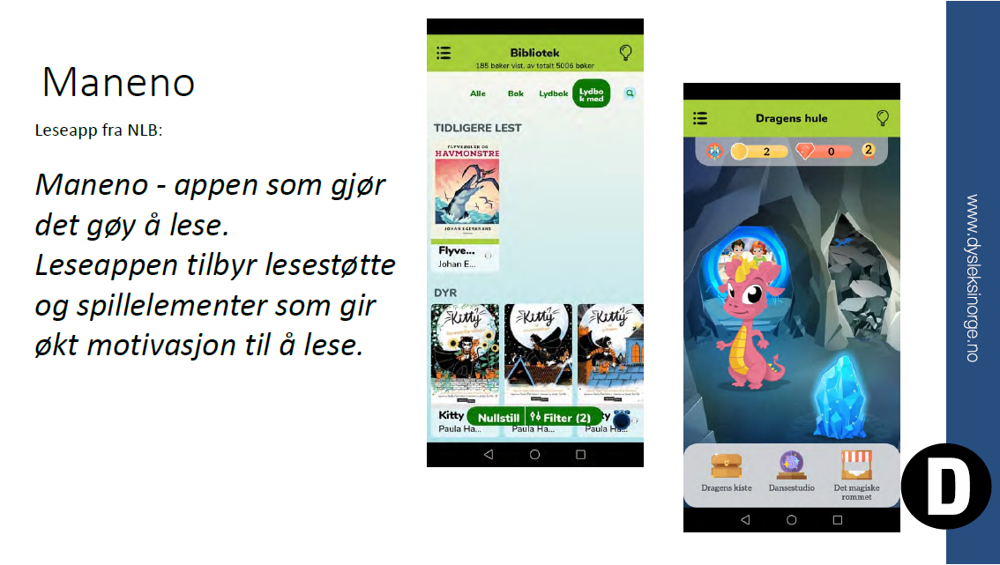 Maneno
Leseapp fra NLB:
Maneno - appen som gjør
det gøy å lese.
Leseappen tilbyr lesestøtte
og spillelementer som gir
økt motivasjon til å lese.
Bibliotek
185 bøker vist. av totalt 5006 bøker
Alle
Bok
Lydbok
Lydbo
k med
TIDLIGERE LEST
FLYVEØGLER OG
HAVMONSTRE
JOHAN EGERKRANS
Flyve...
Johan E...
DYR
Kitty
Kitty
Kitty
Kitty
Paula Ha...
Nullstill
Filter (2)
Paula Ha...
Paula Ha...
Dragens hule
2
0
2
Dragens kiste
Dansestudio
Det magiske
rommet
www.dysleksinorge.no
D